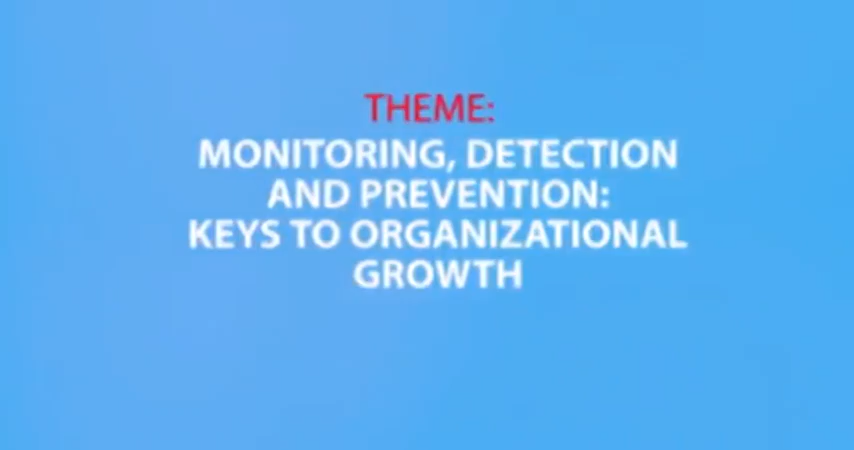 THEME:
MONITORING, DETECTION
AND PREVENTION:
KEYS TO ORGANIZATIONAL
GROWTH